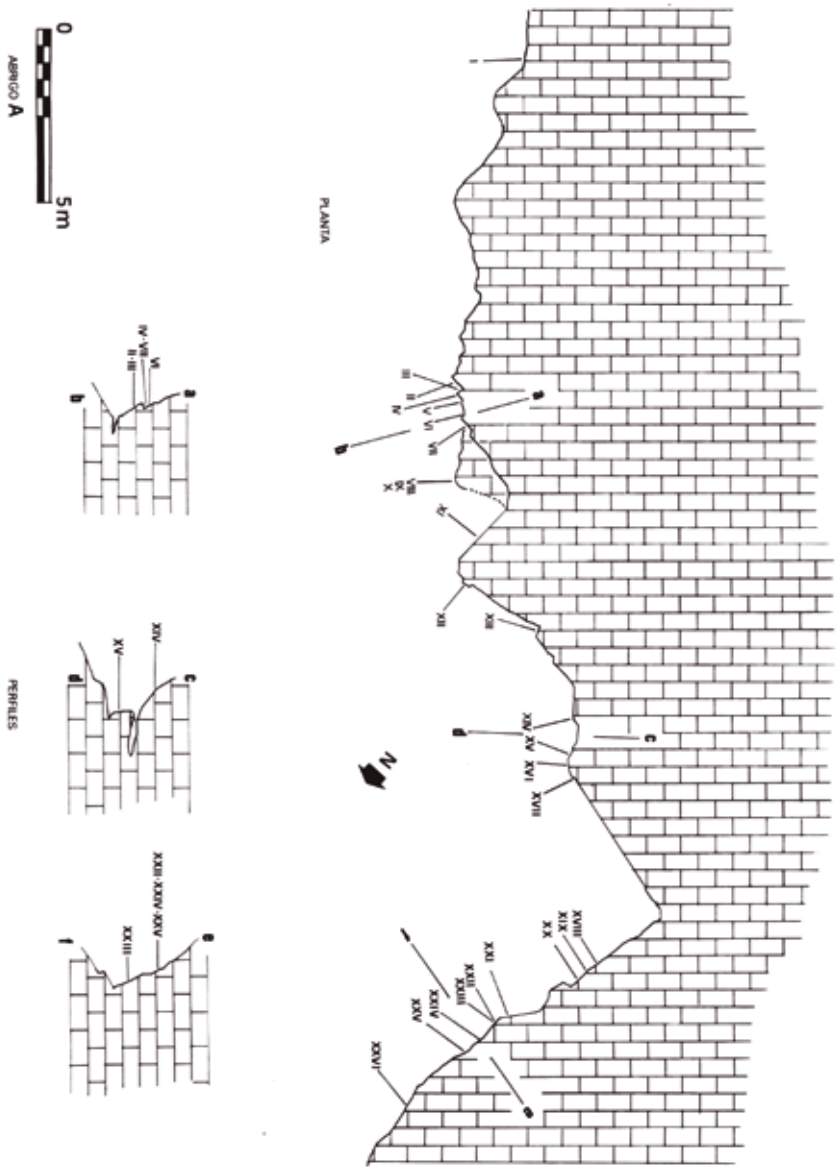 ABRIGO A
0 5m
PLANTA
I
III
II
IV
V
VI
VII
VIII
IX
X
XI
XII
XIII
XIV
XV
XVI
XVII
XVIII
XIX
XX
XXI
XXII
XXIII
XXIV
XXV
XXVI
a
b
c
d
e
f
N
PERFILES
a
VI
IV-VII
II-III
b
c
XIV
XV
d
e
XXII-XXIV-XXV
XXIII
f